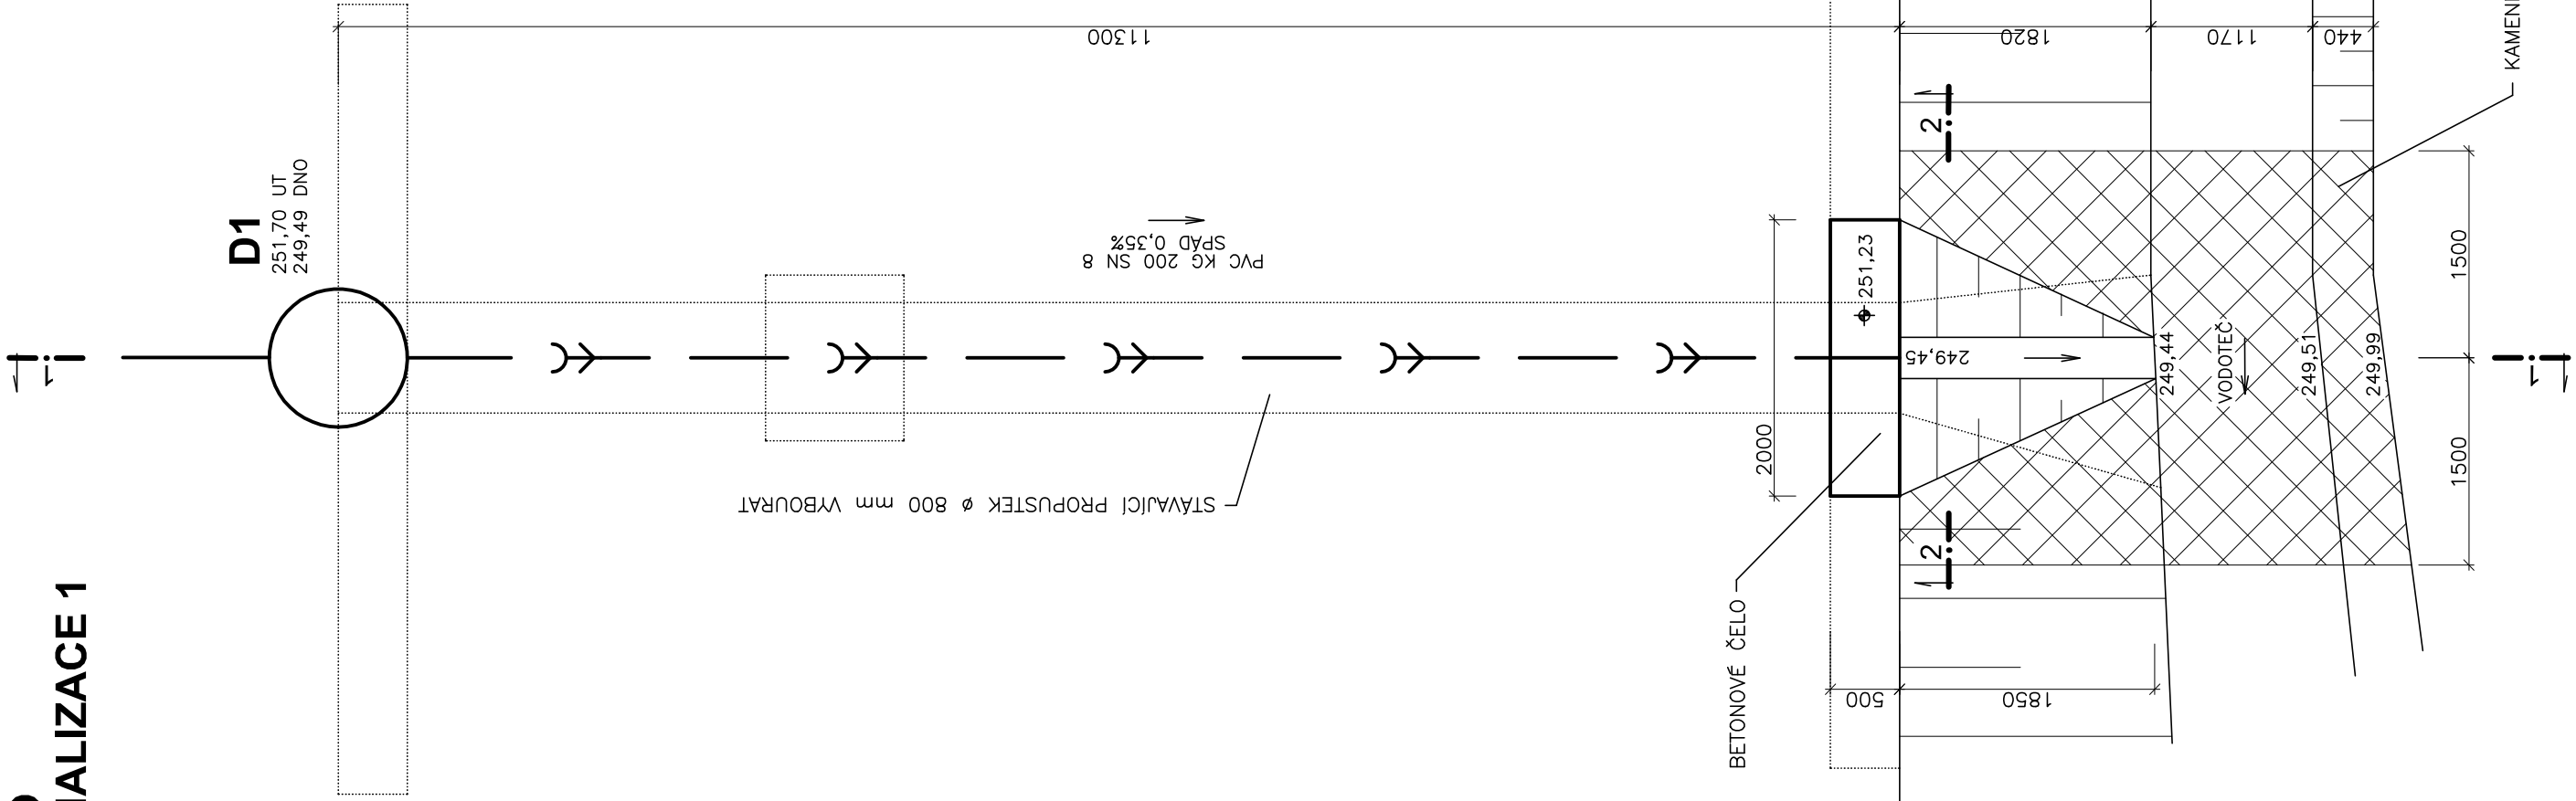 ALIZACE 1
1
D1
251,70 UT
249,49 DNO
11300
PVC KG 200 SN 8
SPÁD 0,35%
STÁVAJÍCÍ PROPUSTEK ø 800 mm VYBOURAT
BETONOVÉ ČELO
2000
251,23
249,45
500
1850
1820
1170
440
2
2
249,44
VODOTEČ
249,51
249,99
1500
1500
KAMEN
1